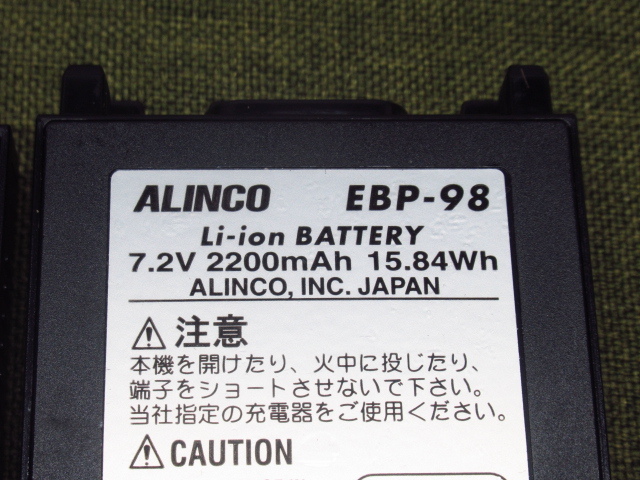 ALINCO EBP-98
Li-ion BATTERY
7.2V 2200mAh 15.84Wh
ALINCO, INC. JAPAN
⚠ 注意
本機を開けたり、火中に投じたり、
端子をショートさせないで下さい。
当社指定の充電器をご使用ください。
⚠ CAUTION